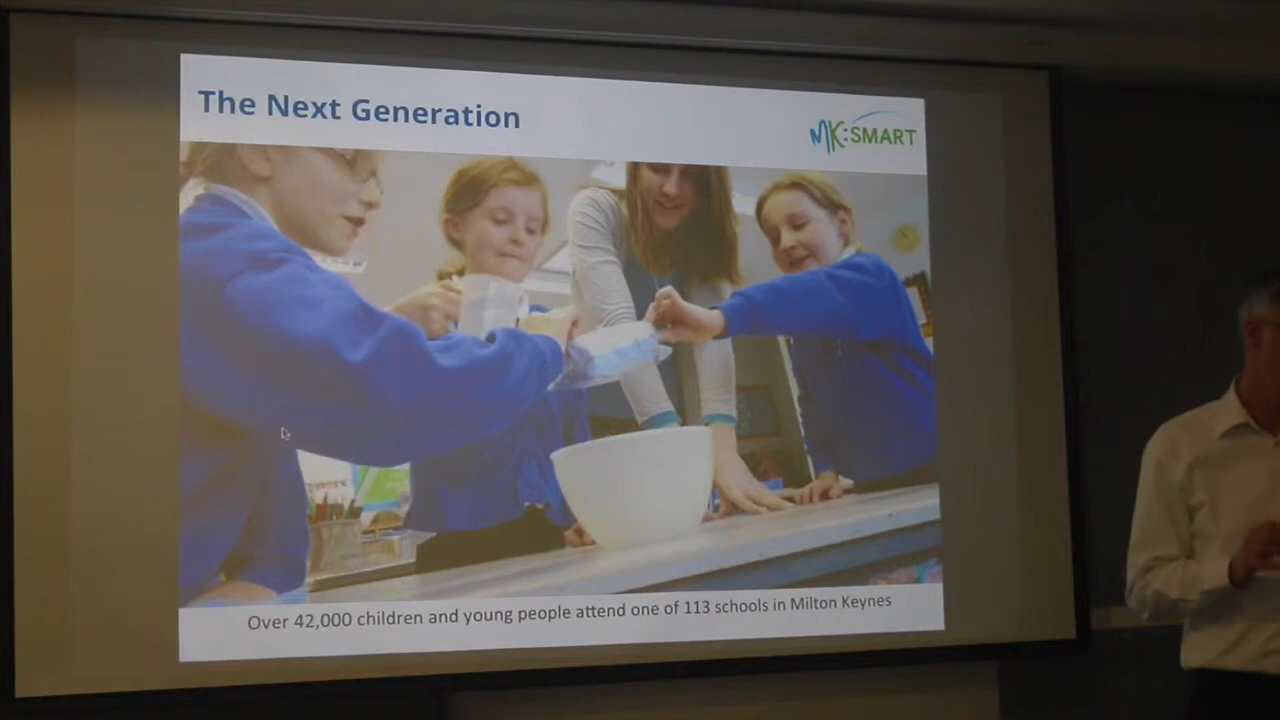 The Next Generation
MK:SMART
Over 42,000 children and young people attend one of 113 schools in Milton Keynes